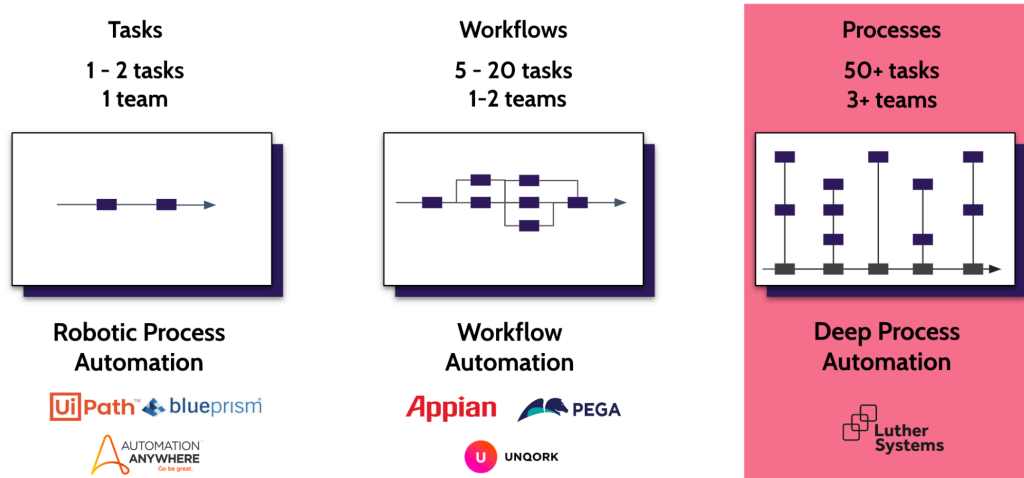 Tasks
1 - 2 tasks
1 team
Robotic Process
Automation
UiPath™
blueprism
AUTOMATION
ANYWHERE
Go be great.
Workflows
5 - 20 tasks
1-2 teams
Workflow
Automation
Appian
PEGA
U UNQORK
Processes
50+ tasks
3+ teams
Deep Process
Automation
Luther
Systems